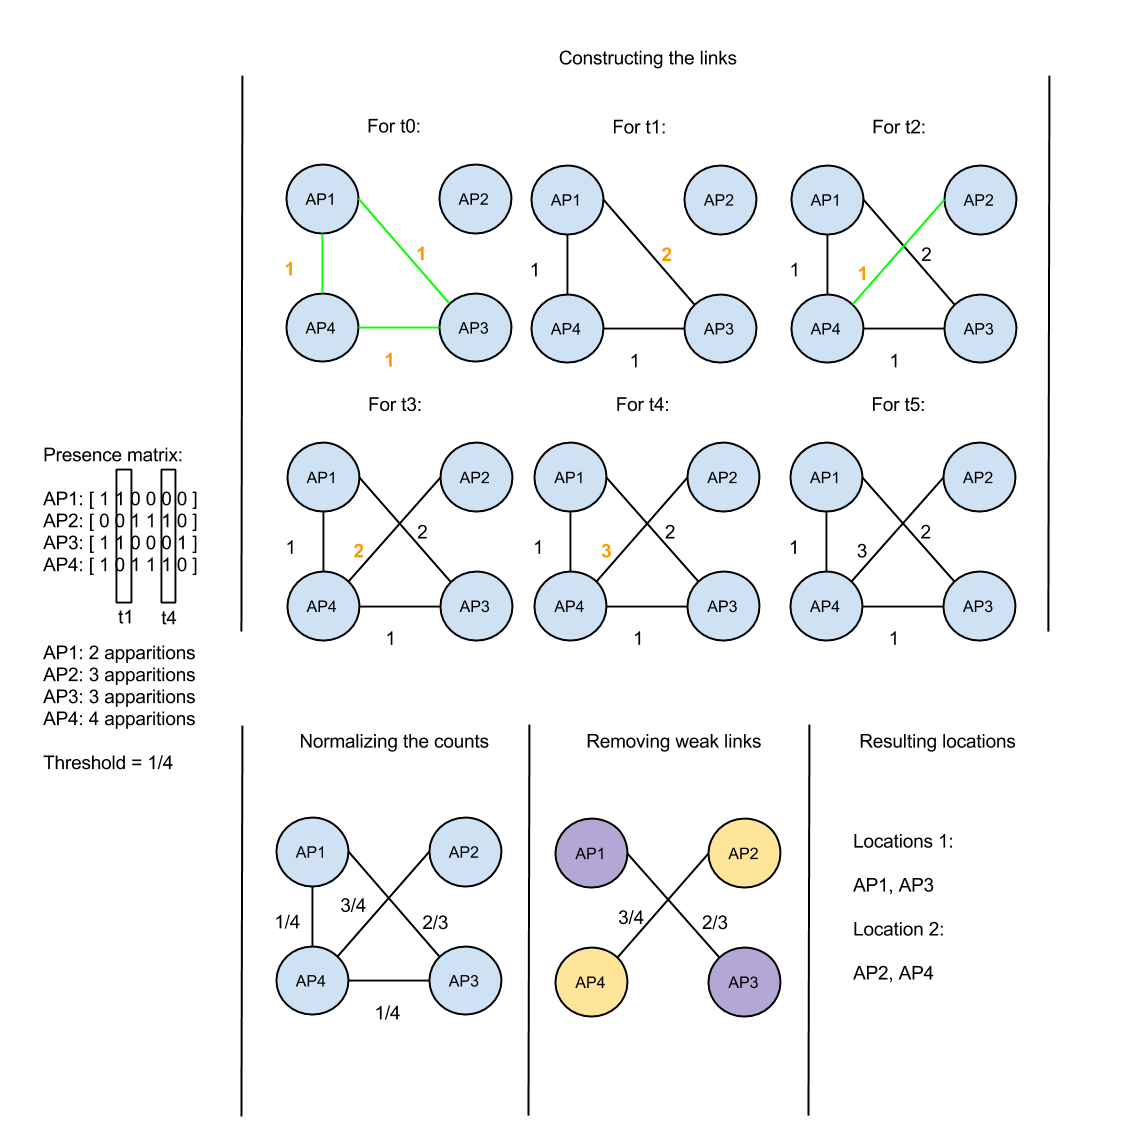 Constructing the links
For t0:
For t1:
For t2:
AP1
AP2
AP1
AP2
AP1
AP2
1
1
1
2
1
1
2
AP4
AP3
AP4
AP3
AP4
AP3
1
1
1
For t3:
For t4:
For t5:
AP1
AP2
AP1
AP2
AP1
AP2
1
2
2
1
3
2
1
3
2
AP4
AP3
AP4
AP3
AP4
AP3
1
1
1
Presence matrix:
AP1: [ 1 1 0 0 0 0 ]
AP2: [ 0 0 1 1 1 0 ]
AP3: [ 1 1 0 0 0 1 ]
AP4: [ 1 0 1 1 1 0 ]
t1
t4
AP1: 2 apparitions
AP2: 3 apparitions
AP3: 3 apparitions
AP4: 4 apparitions
Threshold = 1/4
Normalizing the counts
AP1
AP2
1/4
3/4
2/3
AP4
AP3
1/4
Removing weak links
AP1
AP2
3/4
2/3
AP4
AP3
Resulting locations
Locations 1:
AP1, AP3
Location 2:
AP2, AP4